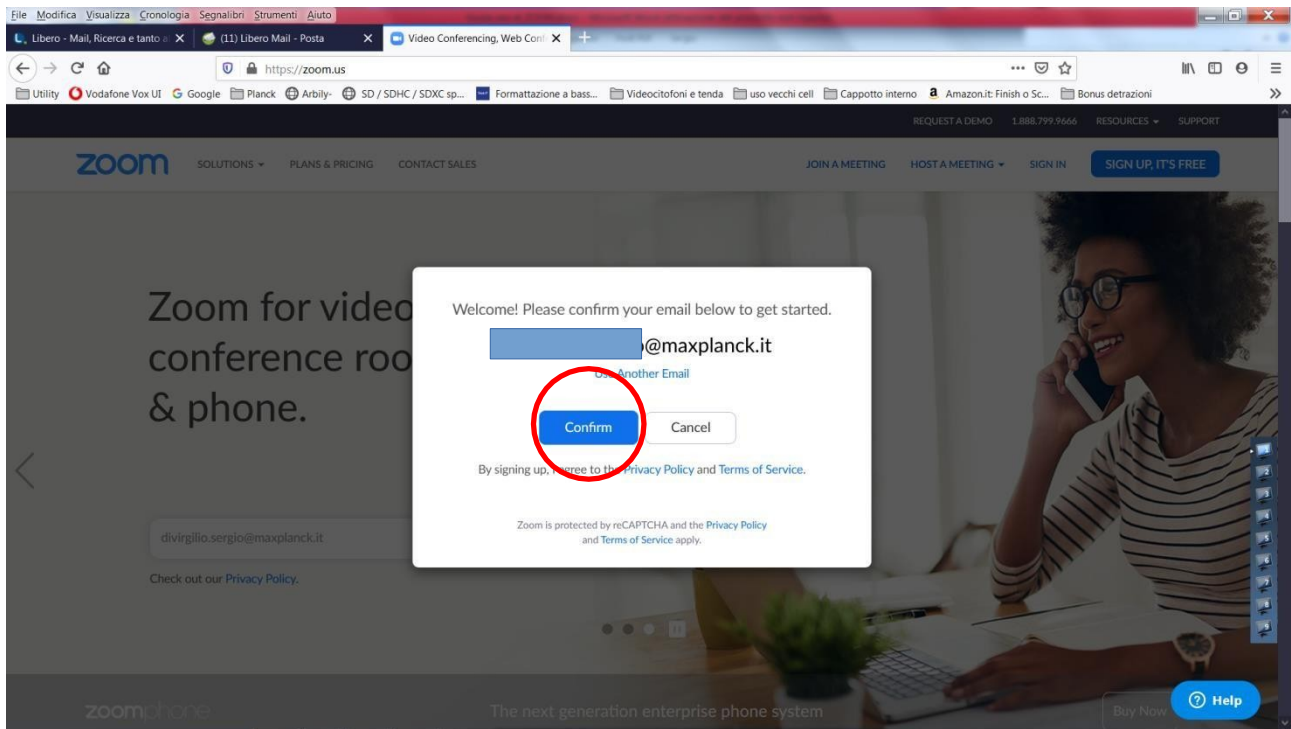 File Modifica Visualizza Cronologia Segnalibri Strumenti Aiuto
Libero - Mail, Ricerca e tanto a
(11) Libero Mail - Posta
Video Conferencing, Web Conf
https://zoom.us
Utility Vodafone Vox UI Google Planck Arbily- SD / SDHC / SDXC sp... Formattazione a bass... Videocitofoni e tenda uso vecchi cell Cappotto interno Amazon.it: Finish o Sc... Bonus detrazioni
REQUEST A DEMO 1.888.799.9666 RESOURCES SUPPORT
zoom SOLUTIONS PLANS & PRICING CONTACT SALES JOIN A MEETING HOST A MEETING SIGN IN SIGN UP, IT'S FREE
Zoom for video
conference roo
& phone.
divirgilio.sergio@maxplanck.it
Check out our Privacy Policy.
Welcome! Please confirm your email below to get started.
@maxplanck.it
Use Another Email
Confirm Cancel
By signing up, I agree to the Privacy Policy and Terms of Service.
Zoom is protected by reCAPTCHA and the Privacy Policy
and Terms of Service apply.
zoomphone The next generation enterprise phone system Buy Now
Help